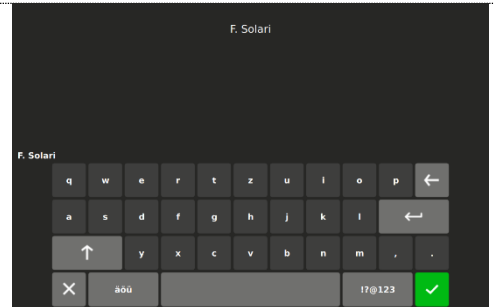 F. Solari
F. Solari
q w e r t z u i o p
a s d f g h j k l
y x c v b n m , .
äöü !?@123